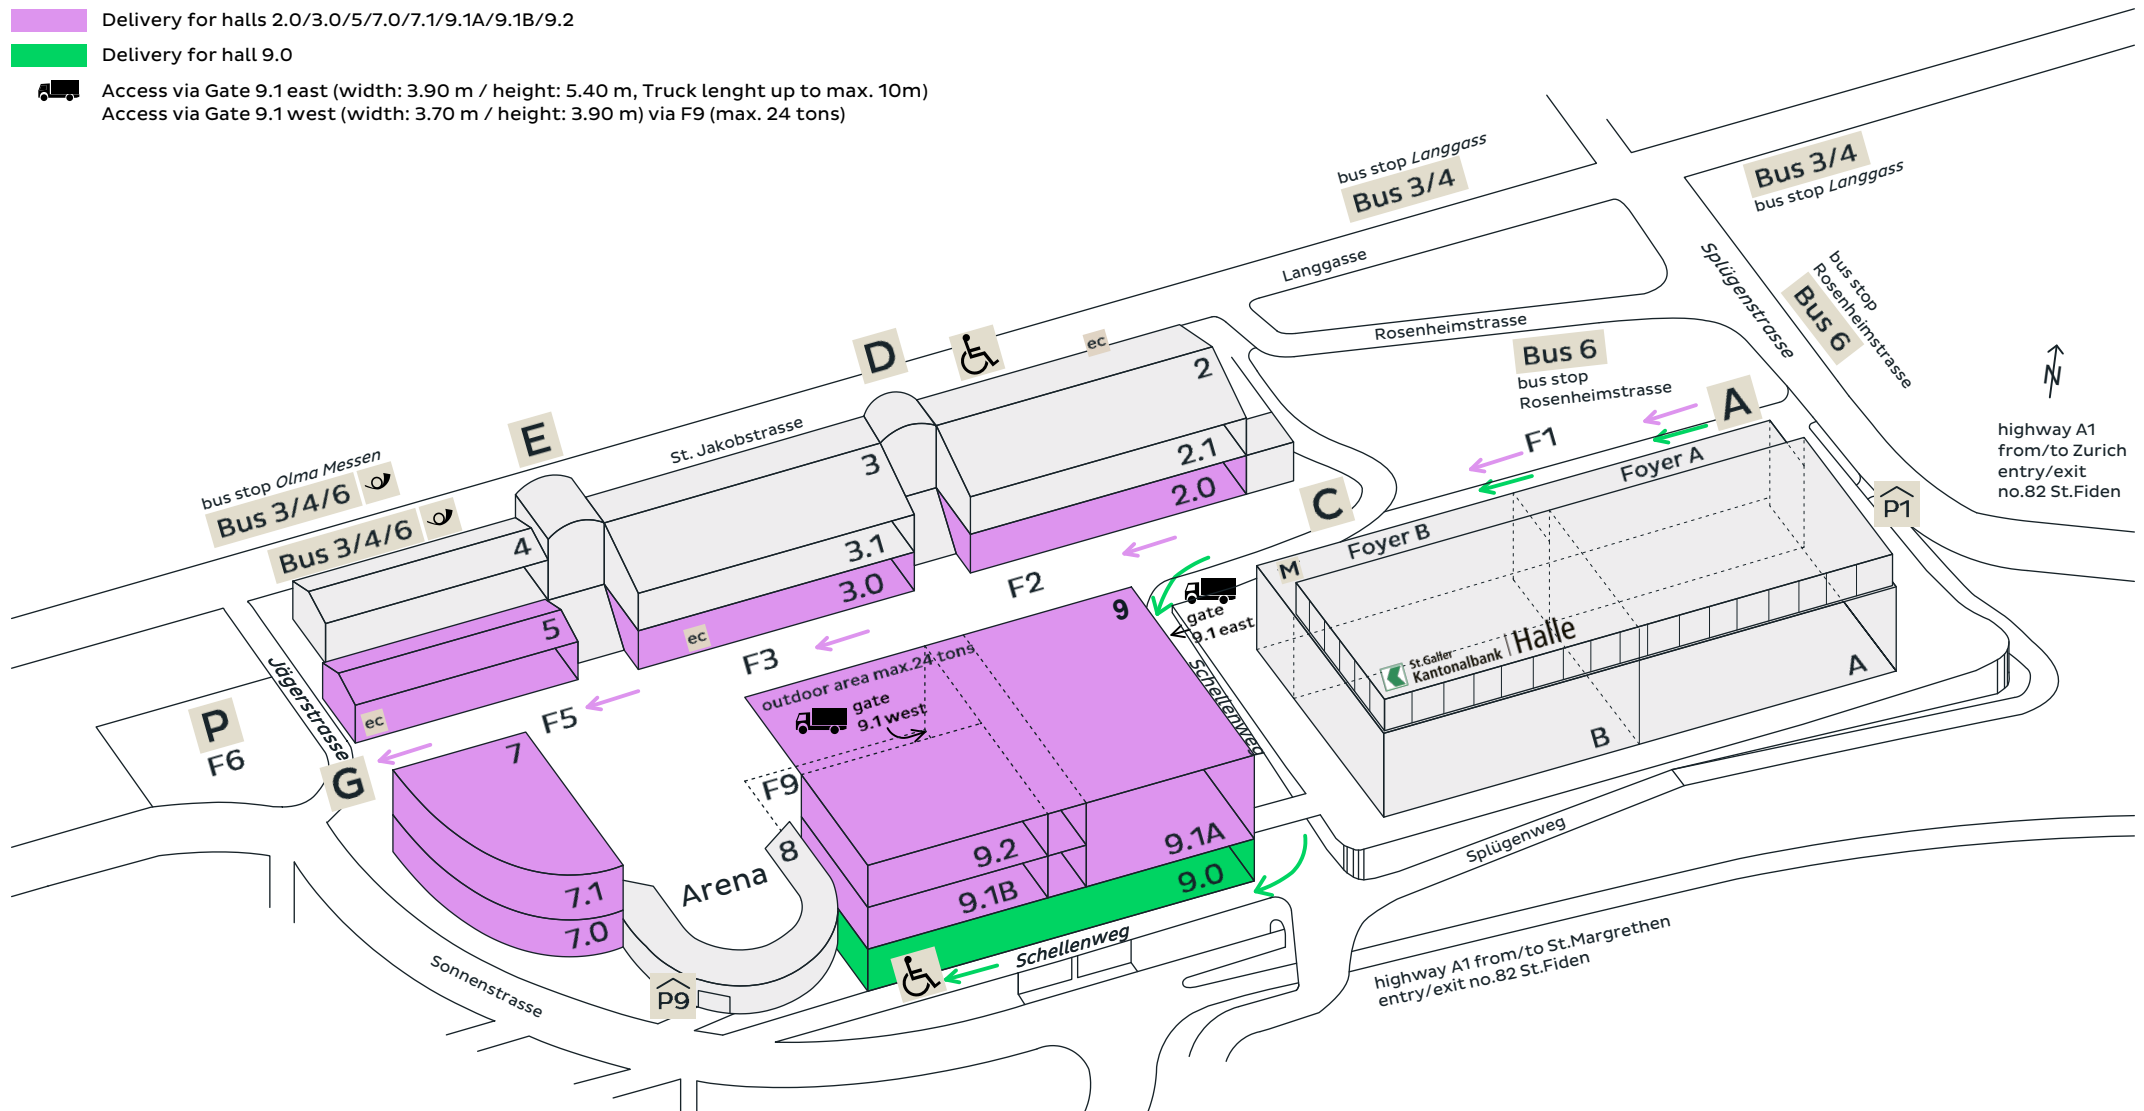 Delivery for halls 2.0/3.0/5/7.0/7.1/9.1A/9.1B/9.2
Delivery for hall 9.0
Access via Gate 9.1 east (width: 3.90 m / height: 5.40 m, Truck lenght up to max. 10m)
Access via Gate 9.1 west (width: 3.70 m / height: 3.90 m) via F9 (max. 24 tons)
bus stop Langgass
Bus 3/4
Bus 3/4
bus stop Langgass
Langgasse
Splügenstrasse
bus stop
Rosenheimstrasse
Bus 6
Rosenheimstrasse
Bus 6
bus stop
Rosenheimstrasse
N
highway A1
from/to Zurich
entry/exit
no.82 St.Fiden
A
F1
Foyer A
P1
D
ec
2
2.1
2.0
C
Foyer B
M
E
St. Jakobstrasse
3
3.1
3.0
ec
bus stop Olma Messen
Bus 3/4/6
Bus 3/4/6
4
5
ec
F2
F3
F5
9
gate
9.1 east
Schellenweg
St.Galler
Kantonalbank
Halle
A
B
outdoor area max.24 tons
gate
9.1 west
F9
Jägerstrasse
P
F6
G
7
7.1
7.0
8
Arena
9.2
9.1A
9.1B
9.0
Schellenweg
Splügenweg
P9
Sonnenstrasse
highway A1 from/to St.Margrethen
entry/exit no.82 St.Fiden